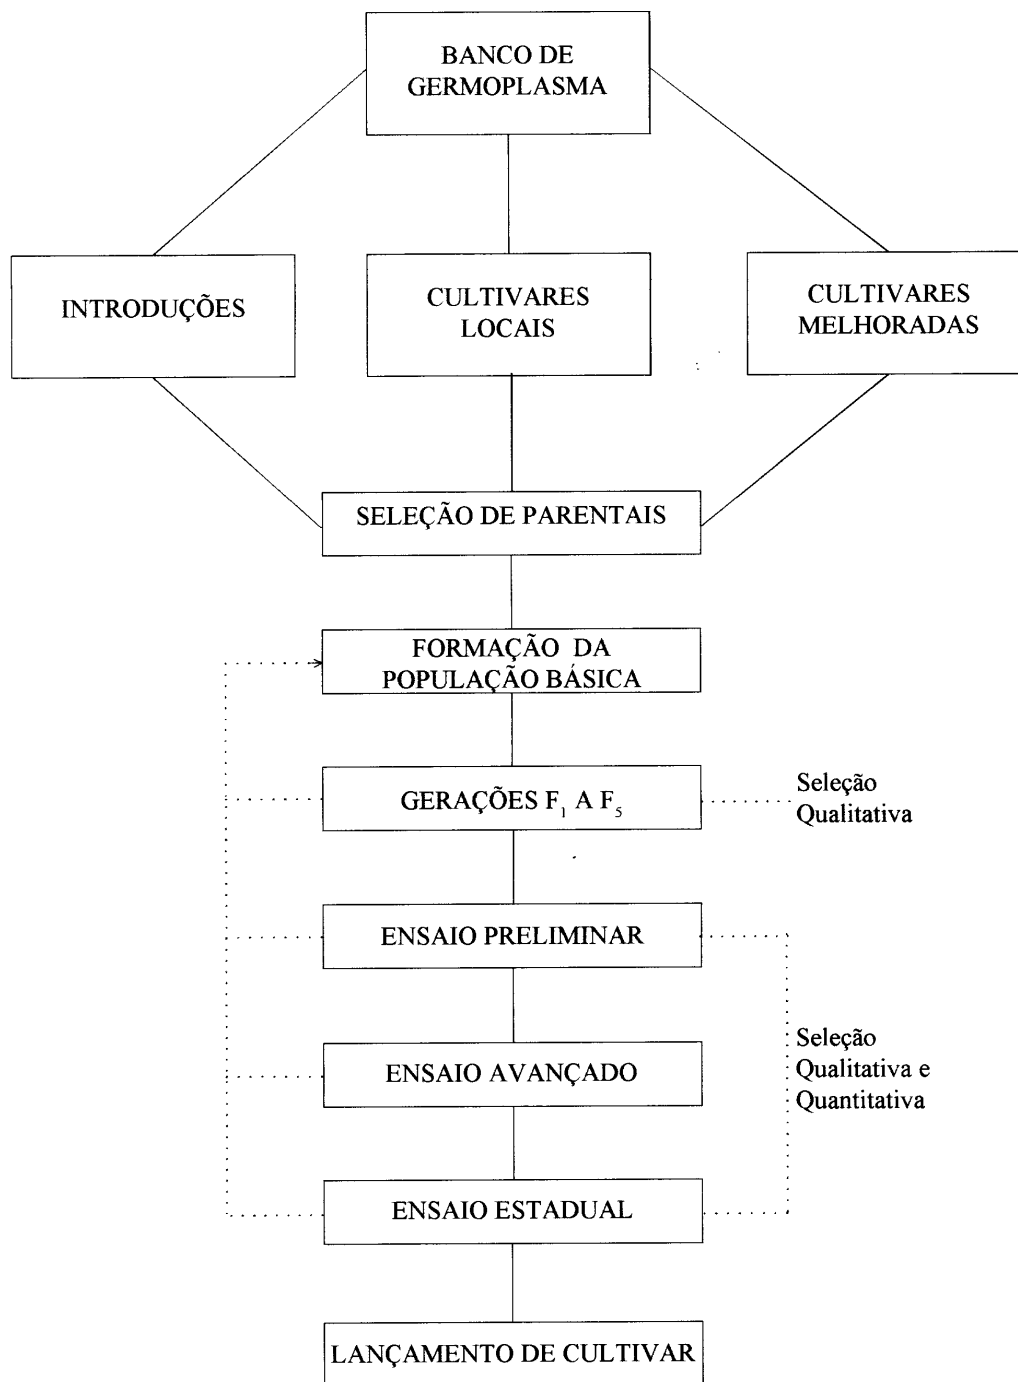 BANCO DE
GERMOPLASMA
INTRODUÇÕES
CULTIVARES
LOCAIS
CULTIVARES
MELHORADAS
SELEÇÃO DE PARENTAIS
FORMAÇÃO DA
POPULAÇÃO BÁSICA
GERAÇÕES F₁ A F₅
Seleção
Qualitativa
ENSAIO PRELIMINAR
ENSAIO AVANÇADO
Seleção
Qualitativa e
Quantitativa
ENSAIO ESTADUAL
LANÇAMENTO DE CULTIVAR